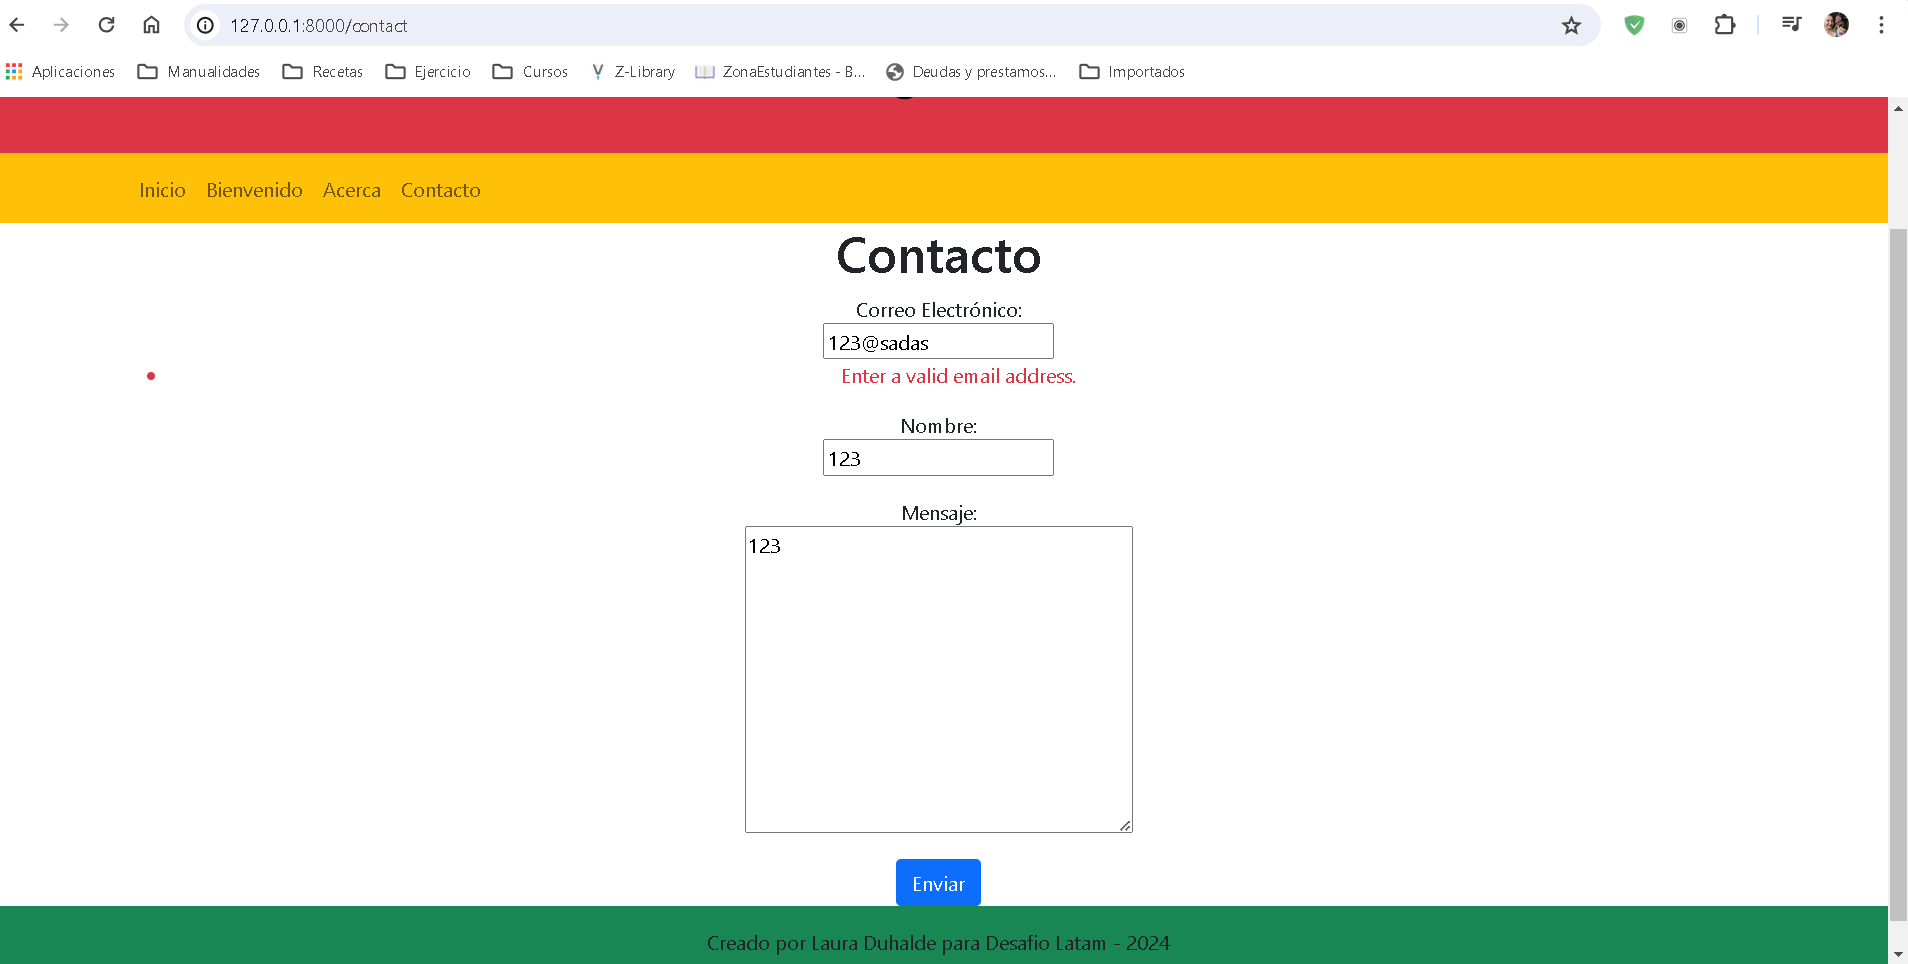 127.0.0.1:8000/contact
Aplicaciones Manualidades Recetas Ejercicio Cursos Z-Library ZonaEstudiantes - B... Deudas y prestamos... Importados
Inicio Bienvenido Acerca Contacto
Contacto
Correo Electrónico:
123@sadas
Enter a valid email address.
Nombre:
123
Mensaje:
123
Enviar
Creado por Laura Duhalde para Desafio Latam - 2024